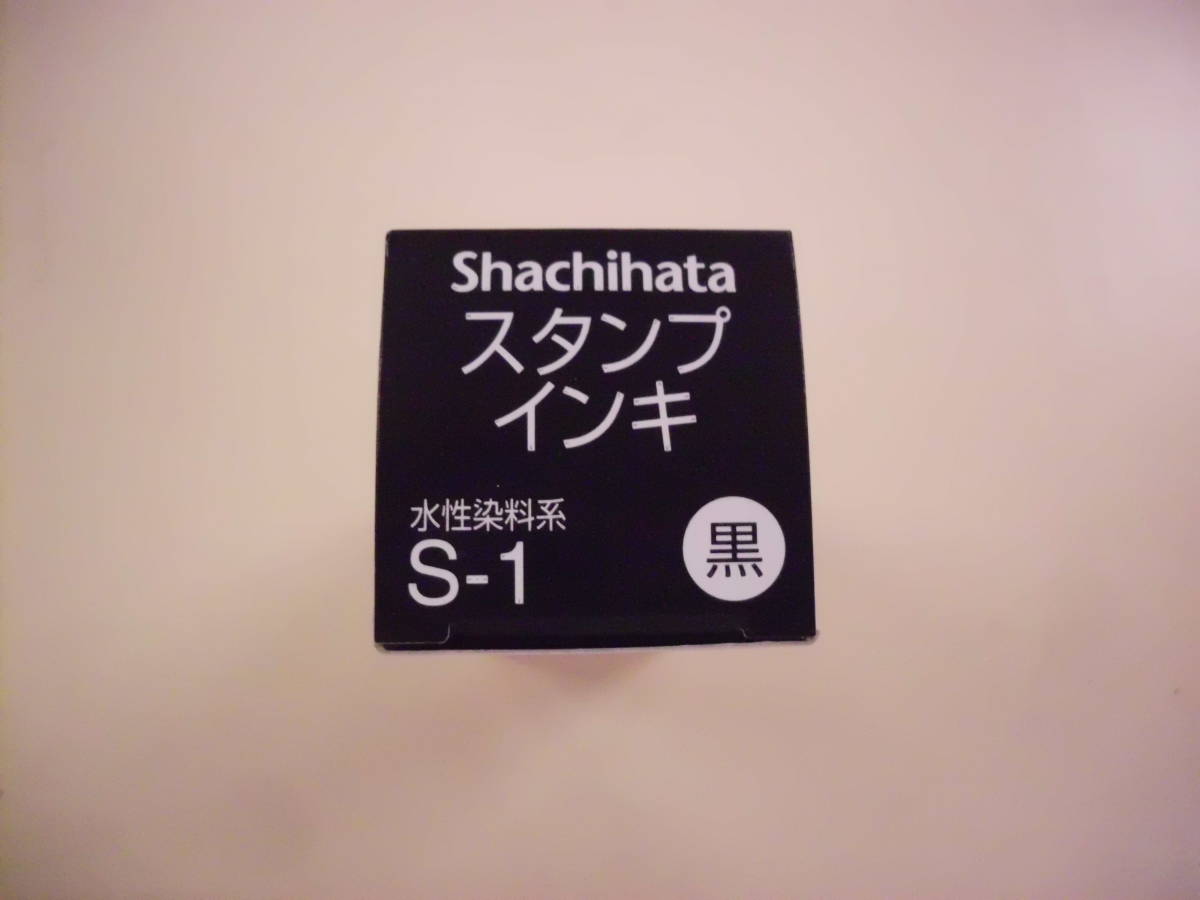 Shachihata
スタンプ
インキ
水性染料系
S-1
黒